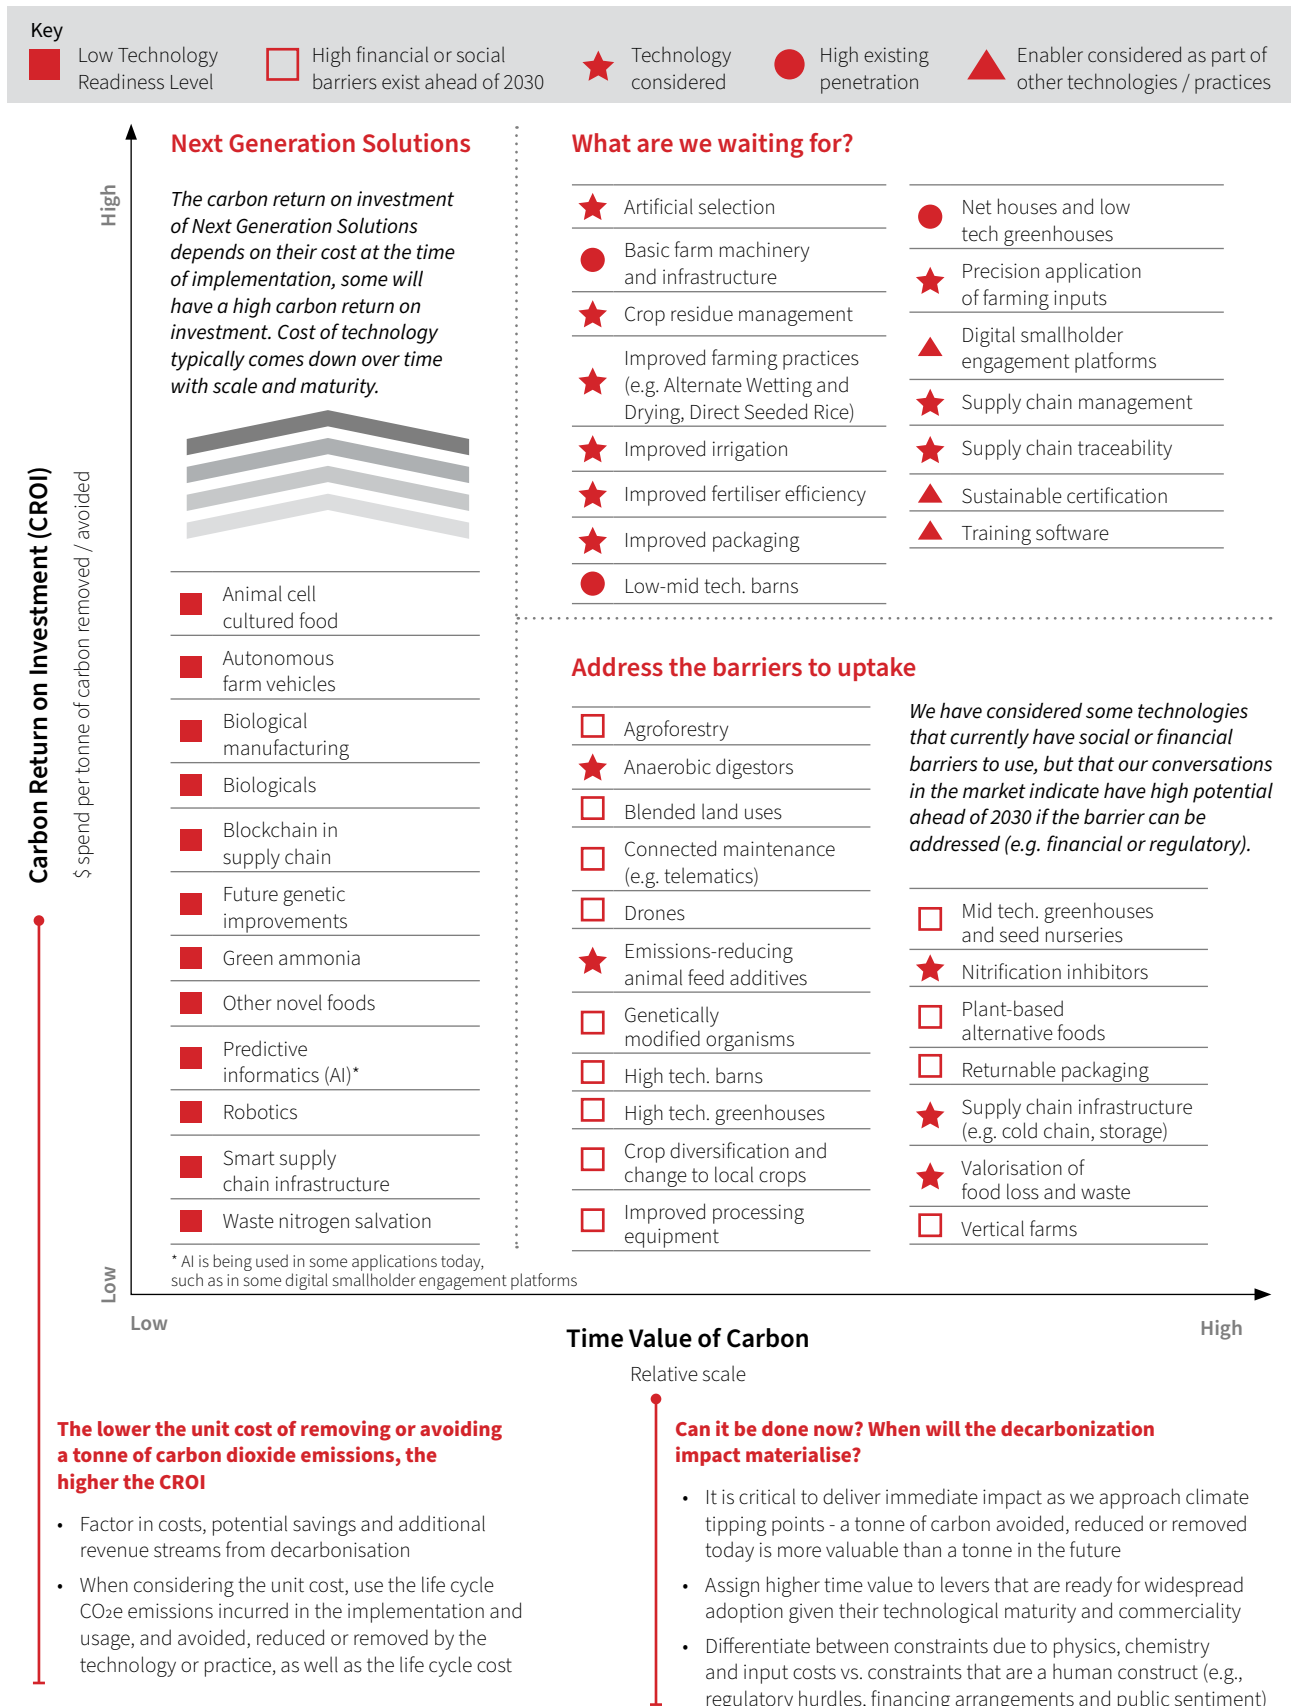 Key
Low Technology
Readiness Level
High financial or social
barriers exist ahead of 2030
Technology
considered
High existing
penetration
Enabler considered as part of
other technologies / practices
High
Carbon Return on Investment (CROI)
$ spend per tonne of carbon removed / avoided
Low
Next Generation Solutions
The carbon return on investment
of Next Generation Solutions
depends on their cost at the time
of implementation, some will
have a high carbon return on
investment. Cost of technology
typically comes down over time
with scale and maturity.
Animal cell
cultured food
Autonomous
farm vehicles
Biological
manufacturing
Biologicals
Blockchain in
supply chain
Future genetic
improvements
Green ammonia
Other novel foods
Predictive
informatics (AI)*
Robotics
Smart supply
chain infrastructure
Waste nitrogen salvation
* AI is being used in some applications today,
such as in some digital smallholder engagement platforms
What are we waiting for?
Artificial selection
Basic farm machinery
and infrastructure
Crop residue management
Improved farming practices
(e.g. Alternate Wetting and
Drying, Direct Seeded Rice)
Improved irrigation
Improved fertiliser efficiency
Improved packaging
Low-mid tech. barns
Net houses and low
tech greenhouses
Precision application
of farming inputs
Digital smallholder
engagement platforms
Supply chain management
Supply chain traceability
Sustainable certification
Training software
Address the barriers to uptake
Agroforestry
Anaerobic digestors
Blended land uses
Connected maintenance
(e.g. telematics)
Drones
Emissions-reducing
animal feed additives
Genetically
modified organisms
High tech. barns
High tech. greenhouses
Crop diversification and
change to local crops
Improved processing
equipment
We have considered some technologies
that currently have social or financial
barriers to use, but that our conversations
in the market indicate have high potential
ahead of 2030 if the barrier can be
addressed (e.g. financial or regulatory).
Mid tech. greenhouses
and seed nurseries
Nitrification inhibitors
Plant-based
alternative foods
Returnable packaging
Supply chain infrastructure
(e.g. cold chain, storage)
Valorisation of
food loss and waste
Vertical farms
Low
Time Value of Carbon
High
Relative scale
The lower the unit cost of removing or avoiding
a tonne of carbon dioxide emissions, the
higher the CROI
• Factor in costs, potential savings and additional
revenue streams from decarbonisation
• When considering the unit cost, use the life cycle
CO2e emissions incurred in the implementation and
usage, and avoided, reduced or removed by the
technology or practice, as well as the life cycle cost
Can it be done now? When will the decarbonization
impact materialise?
• It is critical to deliver immediate impact as we approach climate
tipping points - a tonne of carbon avoided, reduced or removed
today is more valuable than a tonne in the future
• Assign higher time value to levers that are ready for widespread
adoption given their technological maturity and commerciality
• Differentiate between constraints due to physics, chemistry
and input costs vs. constraints that are a human construct (e.g.,
regulatory hurdles, financing arrangements and public sentiment)